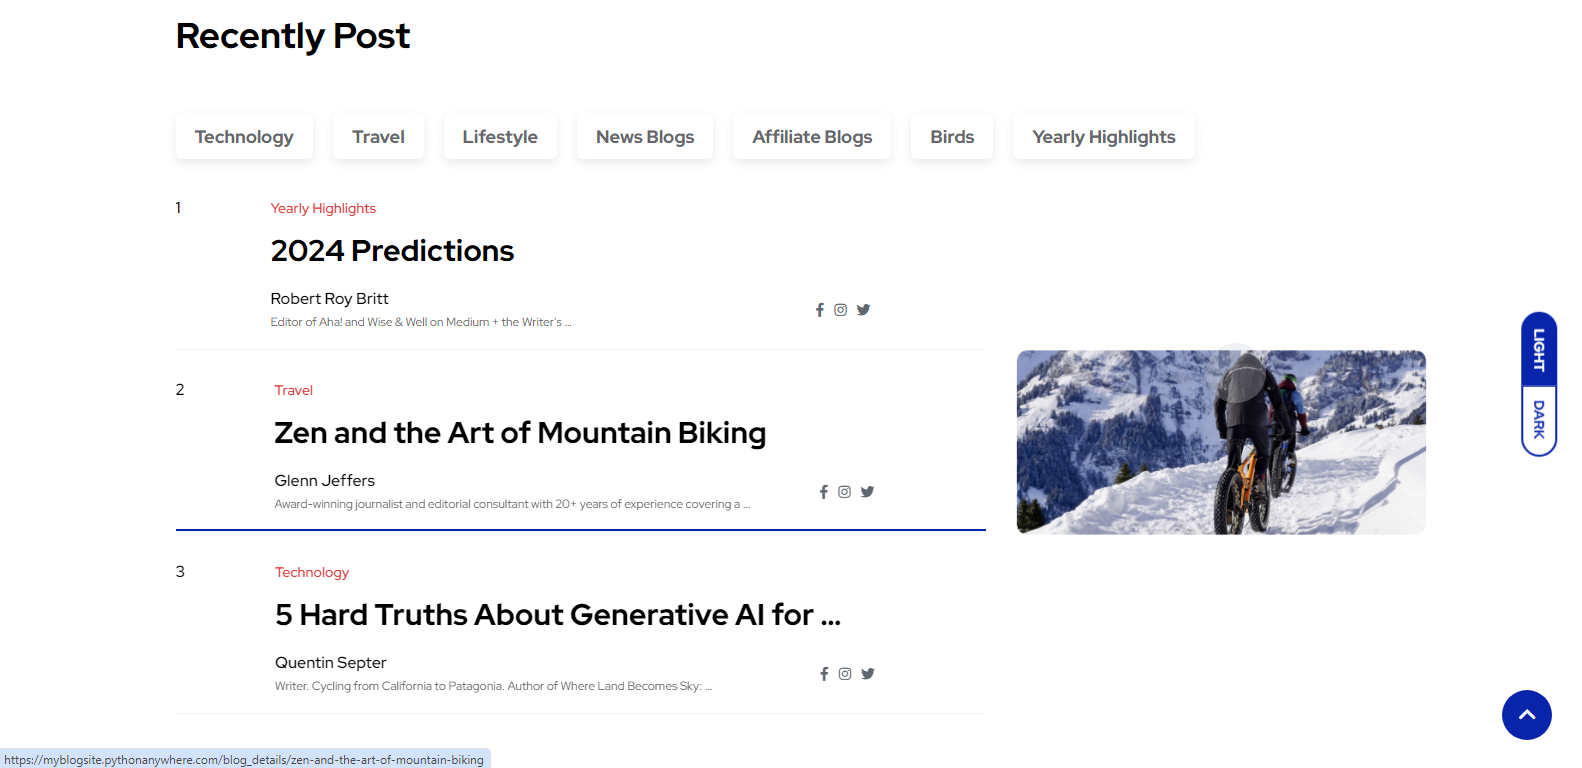 Recently Post
Technology
Travel
Lifestyle
News Blogs
Affiliate Blogs
Birds
Yearly Highlights
1
Yearly Highlights
2024 Predictions
Robert Roy Britt
Editor of Aha! and Wise & Well on Medium + the Writer's ...
2
Travel
Zen and the Art of Mountain Biking
Glenn Jeffers
Award-winning journalist and editorial consultant with 20+ years of experience covering a ...
3
Technology
5 Hard Truths About Generative AI for ...
Quentin Septer
Writer. Cycling from California to Patagonia. Author of Where Land Becomes Sky: ...
LIGHT
DARK
https://myblogsite.pythonanywhere.com/blog_details/zen-and-the-art-of-mountain-biking